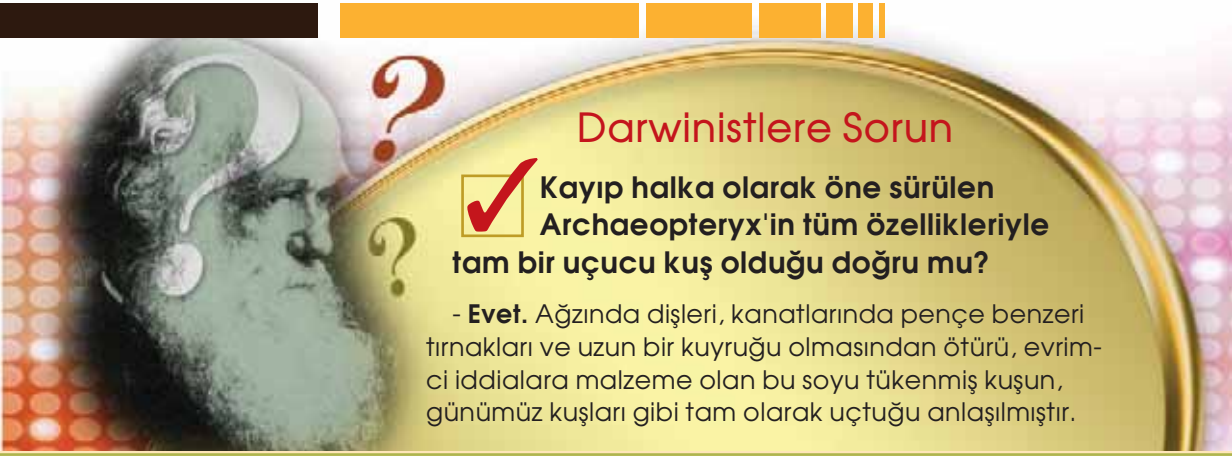 Darwinistlere Sorun
Kayıp halka olarak öne sürülen
Archaeopteryx'in tüm özellikleriyle
tam bir uçucu kuş olduğu doğru mu?
- Evet. Ağzında dişleri, kanatlarında pençe benzeri
tırnakları ve uzun bir kuyruğu olmasından ötürü, evrim-
ci iddialara malzeme olan bu soyu tükenmiş kuşun,
günümüz kuşları gibi tam olarak uçtuğu anlaşılmıştır.